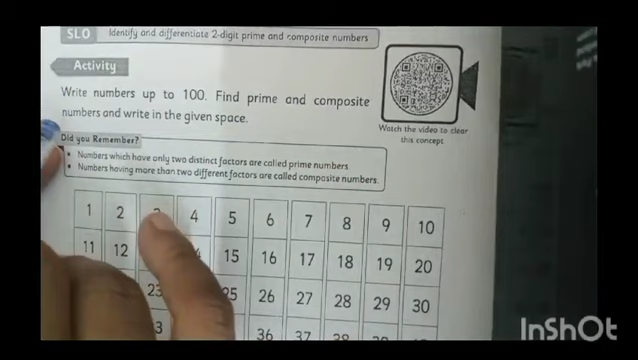 SLO Identify and differentiate 2-digit prime and composite numbers
Activity
Write numbers up to 100. Find prime and composite
numbers and write in the given space.
Watch the video to clear
this concept
Did you Remember?
• Numbers which have only two distinct factors are called prime numbers
• Numbers having more than two different factors are called composite numbers.
1 2 3 4 5 6 7 8 9 10
11 12 15 16 17 18 19 20
23 25 26 27 28 29 30
36 37
InShOt